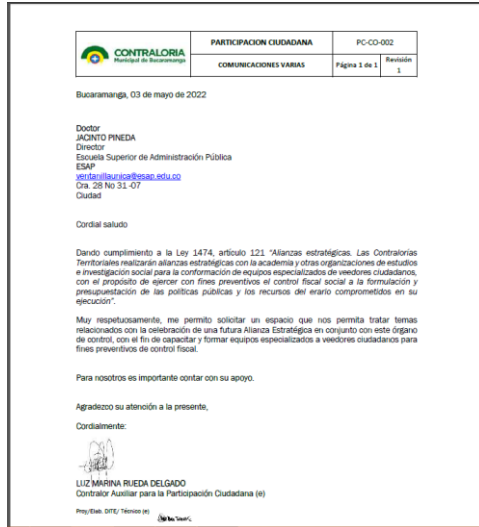 CONTRALORIA
Municipal de Bucaramanga
PARTICIPACION CIUDADANA
PC-CO-002
COMUNICACIONES VARIAS
Página 1 de 1
Revisión
1
Bucaramanga, 03 de mayo de 2022
Doctor
JACINTO PINEDA
Director
Escuela Superior de Administración Pública
ESAP
ventanillaunica@esap.edu.co
Cra. 28 No 31 -07
Ciudad
Cordial saludo
Dando cumplimiento a la Ley 1474, artículo 121 "Alianzas estratégicas. Las Contralorías
Territoriales realizarán alianzas estratégicas con la academia y otras organizaciones de estudios
e investigación social para la conformación de equipos especializados de veedores ciudadanos,
con el propósito de ejercer con fines preventivos el control fiscal social a la formulación y
presupuestación de las políticas públicas y los recursos del erario comprometidos en su
ejecución".
Muy respetuosamente, me permito solicitar un espacio que nos permita tratar temas
relacionados con la celebración de una futura Alianza Estratégica en conjunto con este órgano
de control, con el fin de capacitar y formar equipos especializados a veedores ciudadanos para
fines preventivos de control fiscal.
Para nosotros es importante contar con su apoyo.
Agradezco su atención a la presente,
Cordialmente:
LUZ MARINA RUEDA DELGADO
Contralor Auxiliar para la Participación Ciudadana (e)
Proy/Elab. DITE/ Técnico (e)